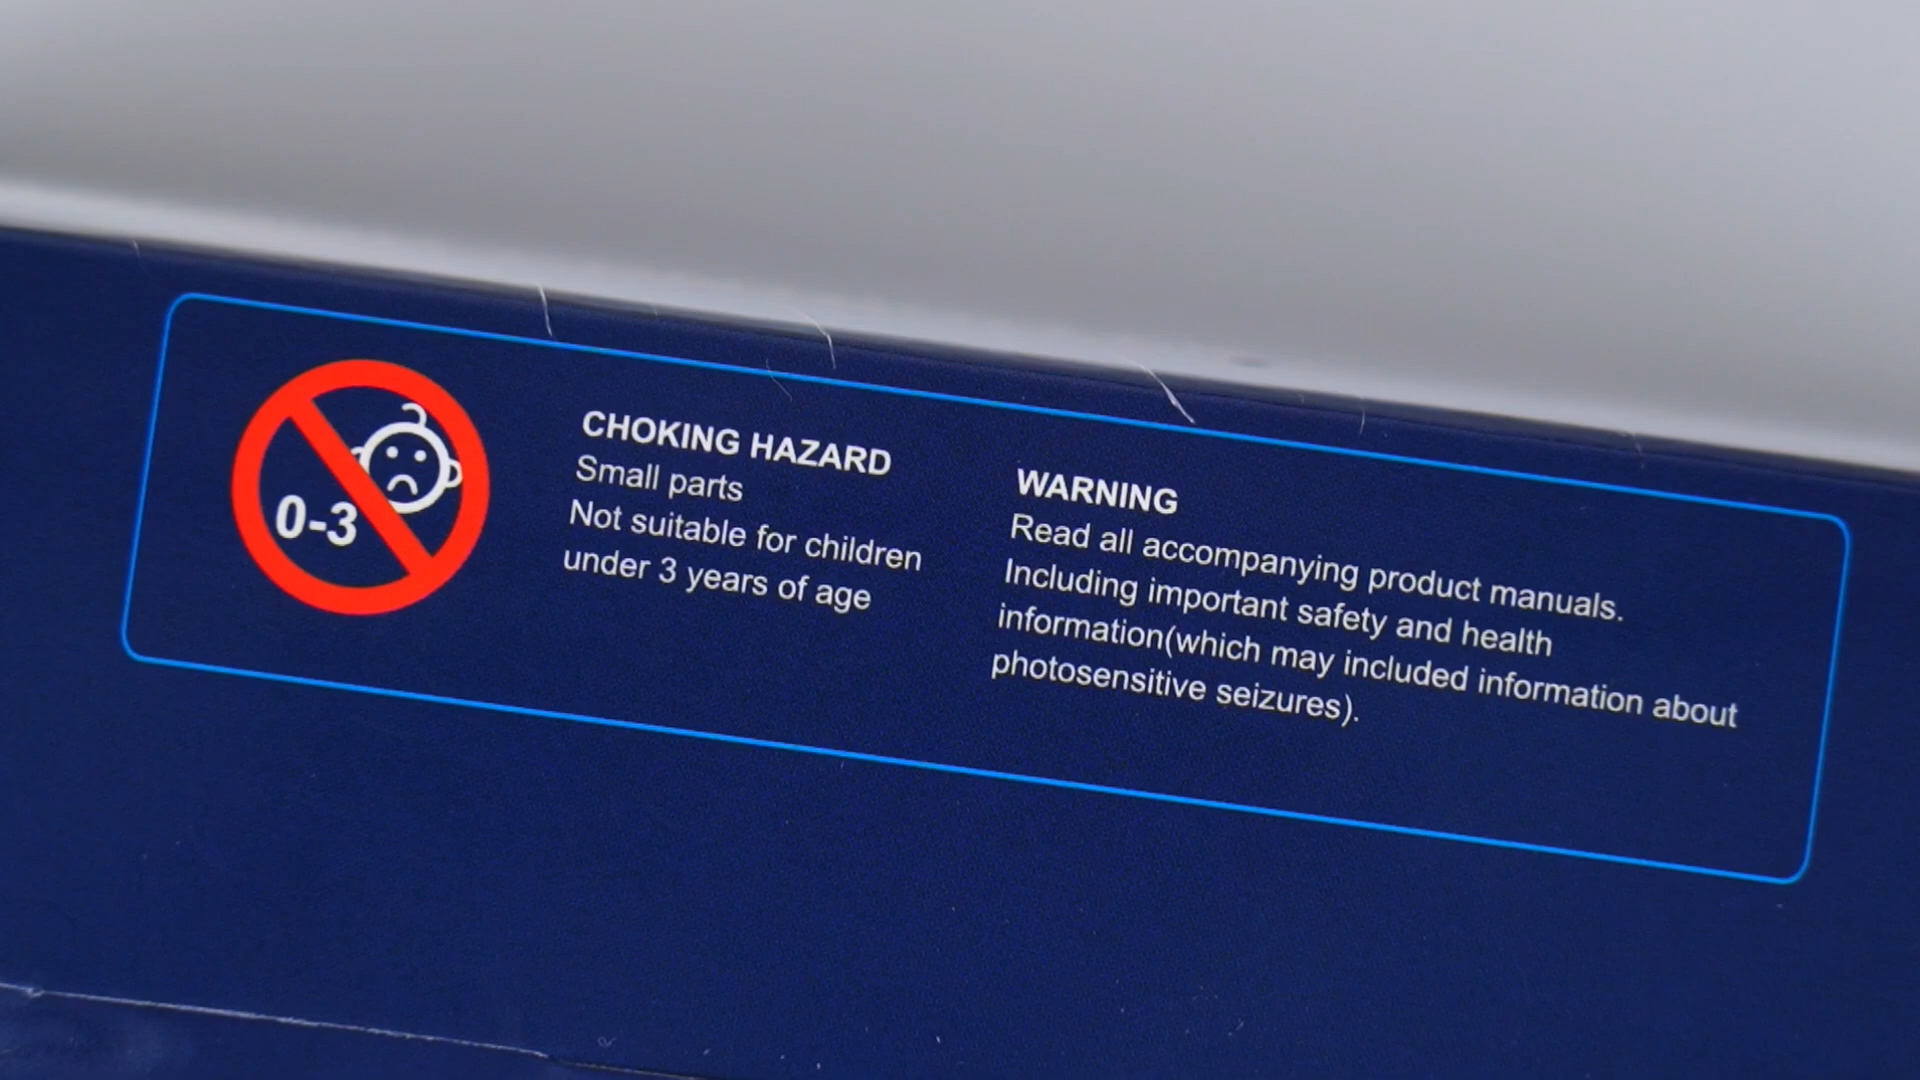 0-3
CHOKING HAZARD
Small parts
Not suitable for children
under 3 years of age
WARNING
Read all accompanying product manuals.
Including important safety and health
information(which may included information about
photosensitive seizures).